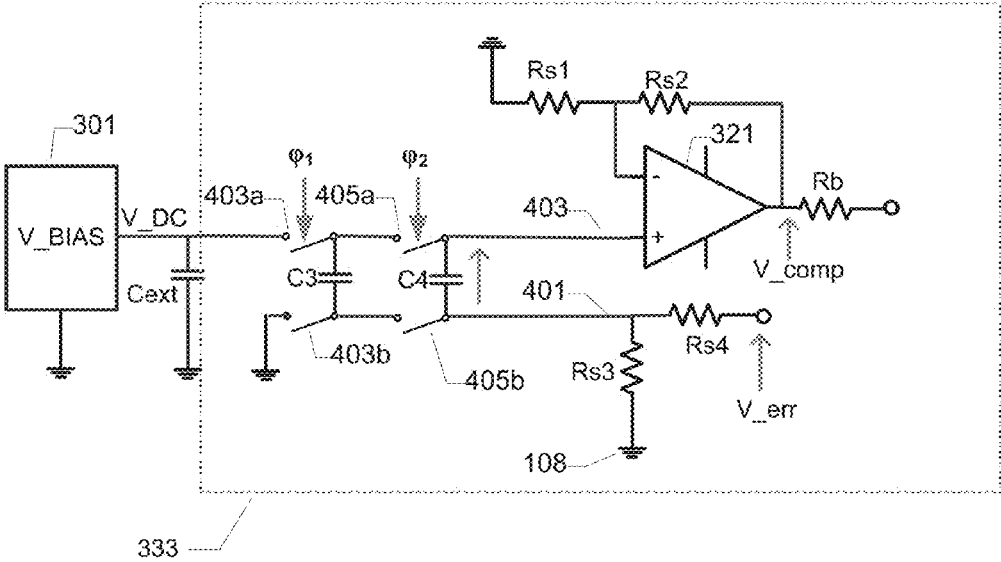 Rs1
Rs2
301
φ1
φ2
321
403a
405a
Rb
V_DC
403
V_BIAS
-
+
C3
C4
V_comp
Cext
401
403b
Rs4
405b
Rs3
V_err
108
333